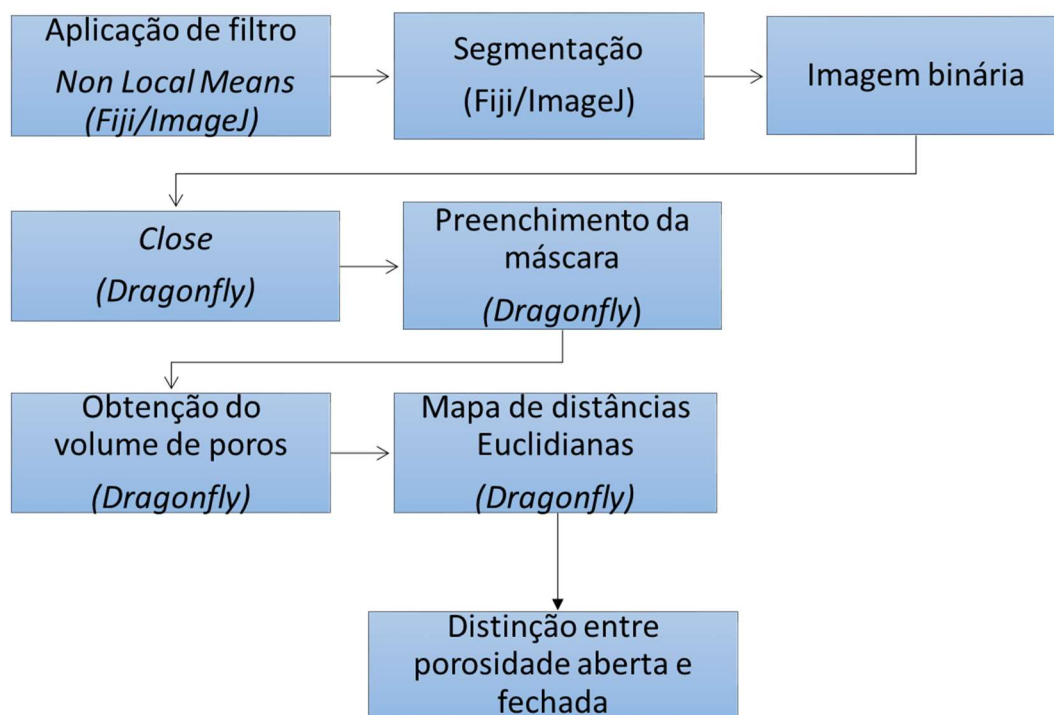 Aplicação de filtro
Non Local Means
(Fiji/ImageJ)
Segmentação
(Fiji/ImageJ)
Imagem binária
Close
(Dragonfly)
Preenchimento da
máscara
(Dragonfly)
Obtenção do
volume de poros
(Dragonfly)
Mapa de distâncias
Euclidianas
(Dragonfly)
Distinção entre
porosidade aberta e
fechada